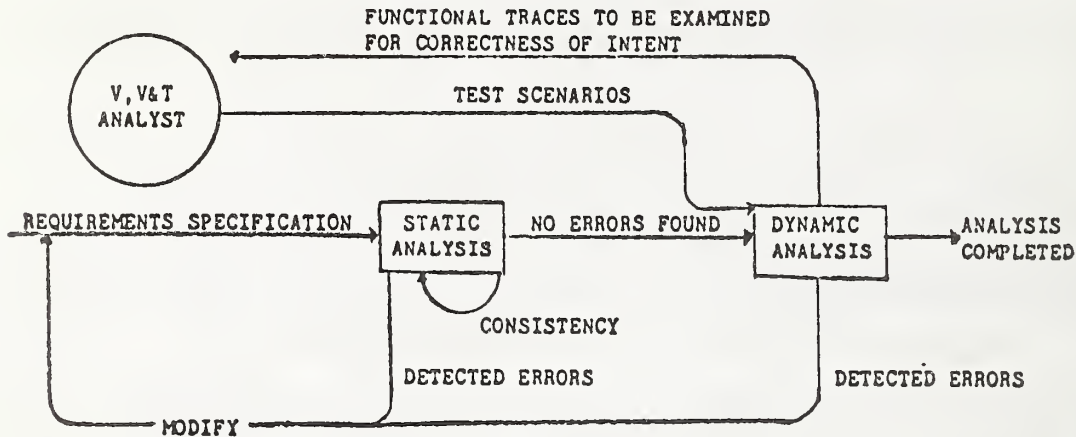 FUNCTIONAL TRACES TO BE EXAMINED
FOR CORRECTNESS OF INTENT
V,V&T
ANALYST
TEST SCENARIOS
REQUIREMENTS SPECIFICATION
STATIC
ANALYSIS
NO ERRORS FOUND
DYNAMIC
ANALYSIS
ANALYSIS
COMPLETED
CONSISTENCY
DETECTED ERRORS
DETECTED ERRORS
MODIFY